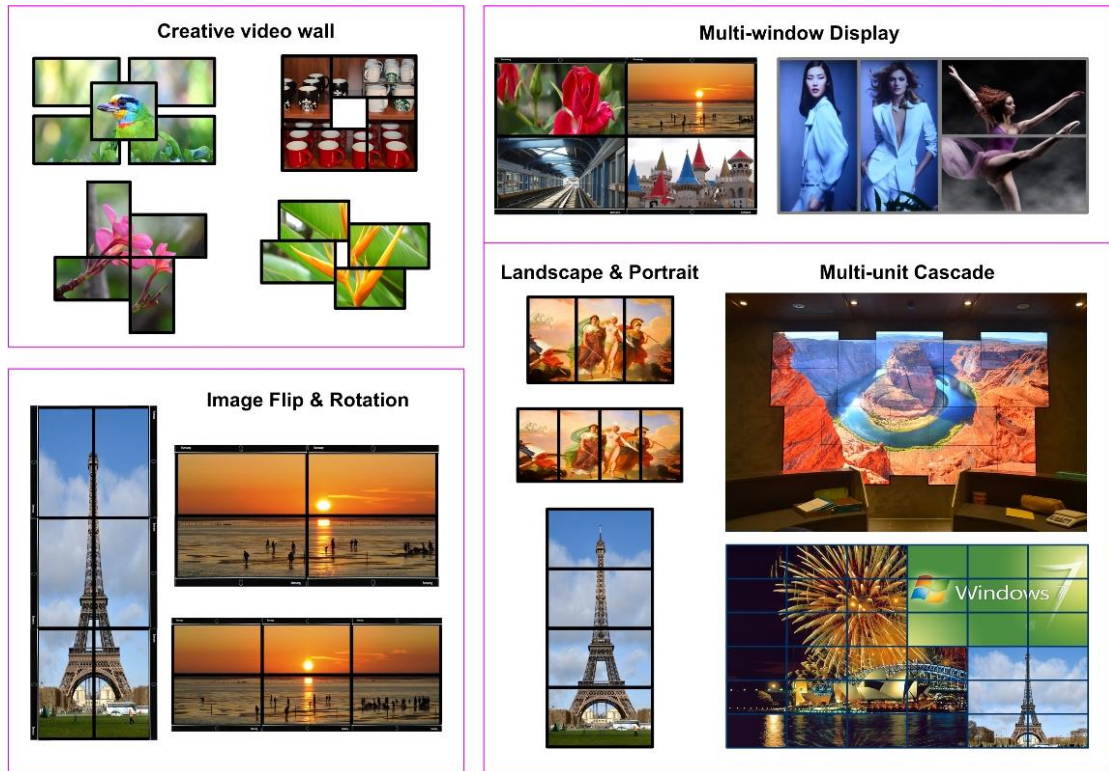 Creative video wall
Multi-window Display
Landscape & Portrait
Multi-unit Cascade
Image Flip & Rotation
Windows 7